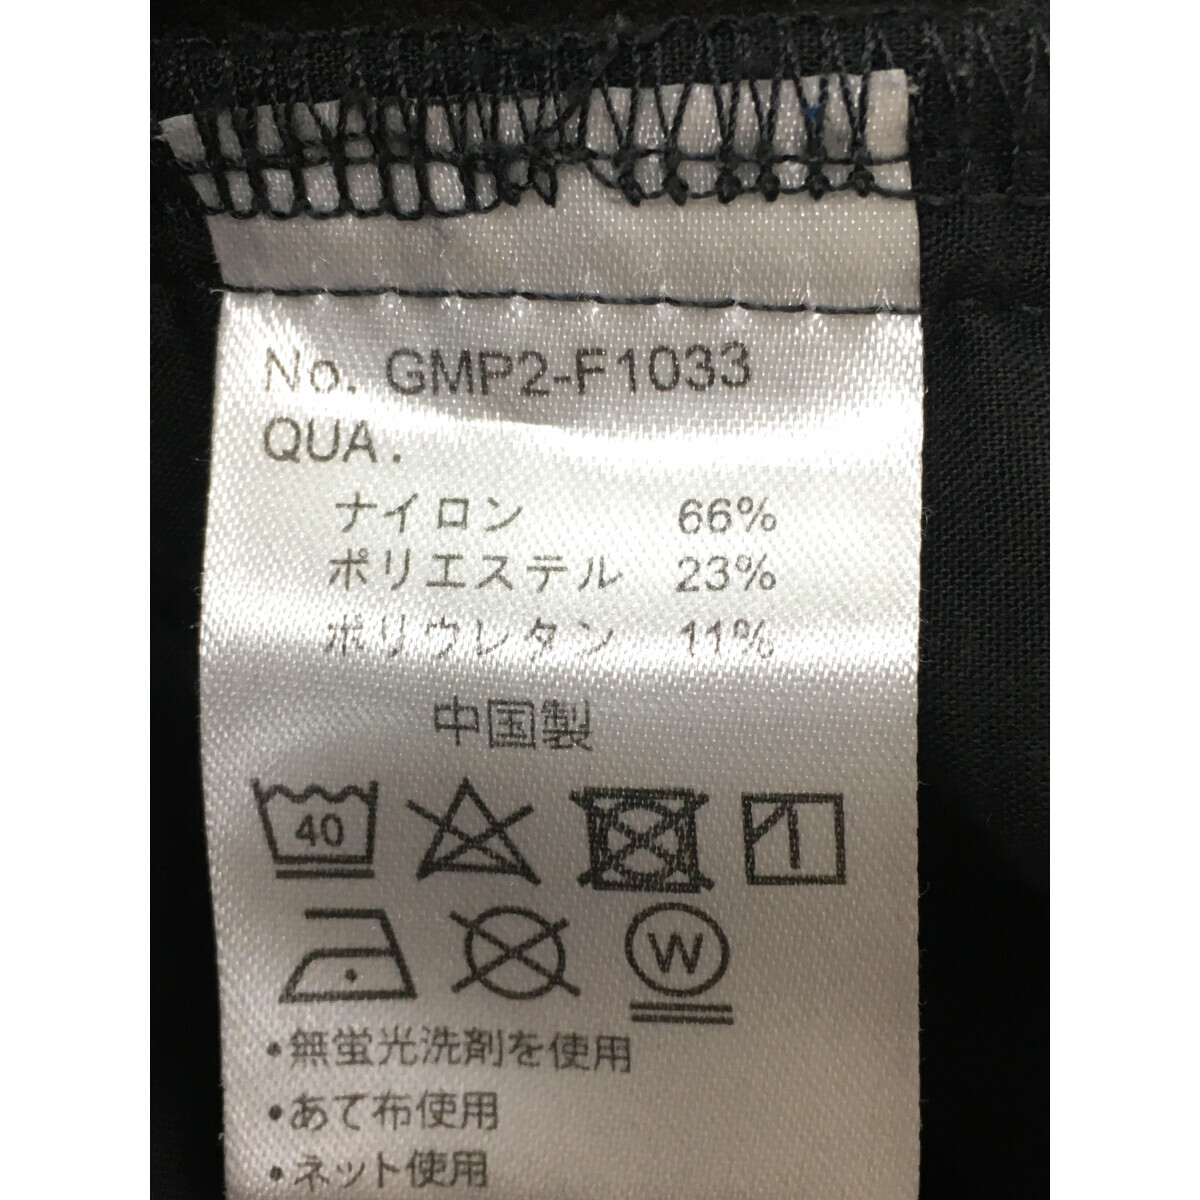 No. GMP2-F1033
QUA.
ナイロン 66%
ポリエステル 23%
ポリウレタン 11%
中国製
40
W
・無蛍光洗剤を使用
・あて布使用
・ネット使用